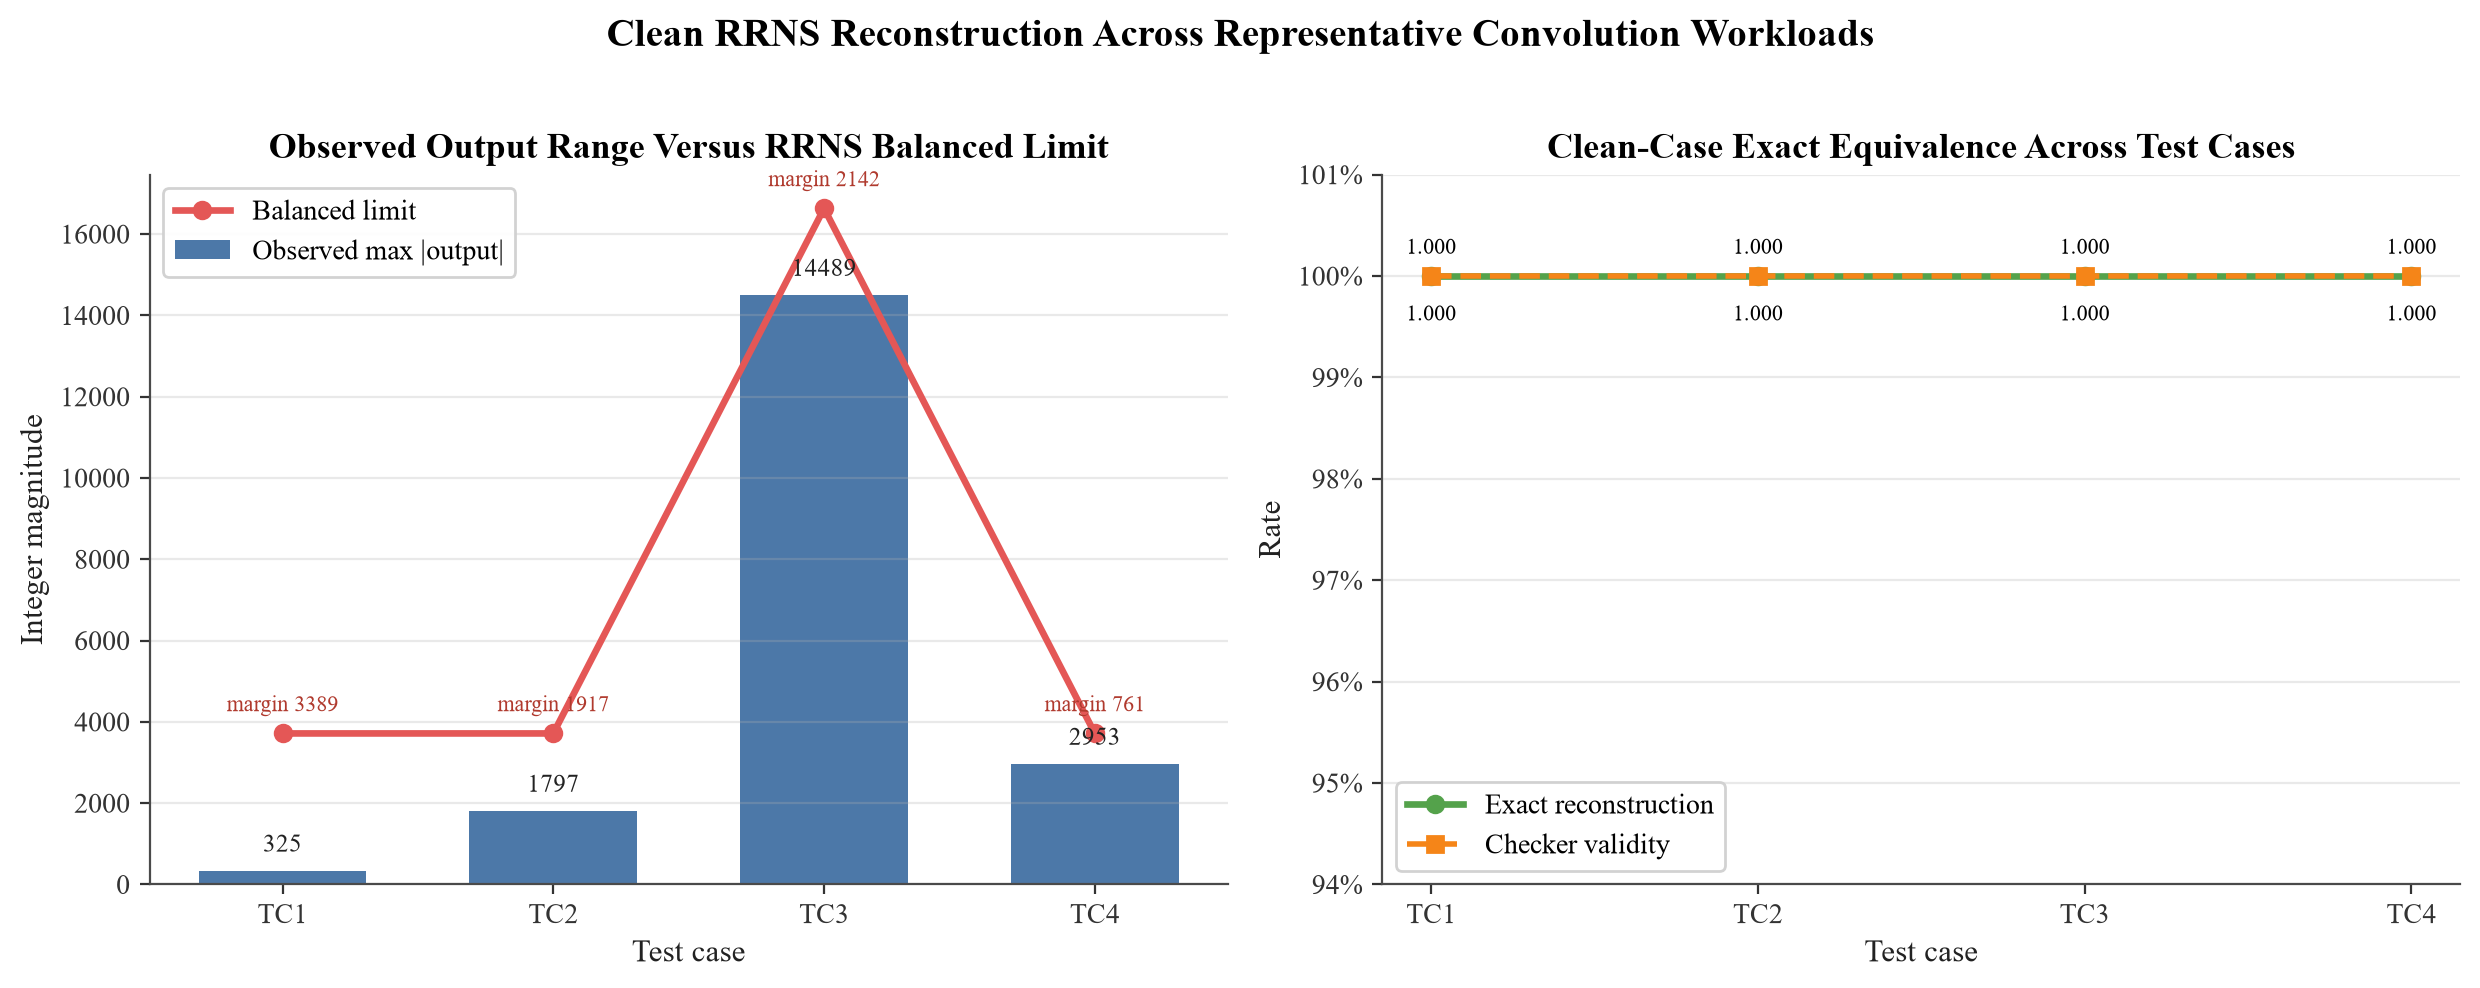 Clean RRNS Reconstruction Across Representative Convolution Workloads
Observed Output Range Versus RRNS Balanced Limit
Balanced limit
Observed max |output|
margin 2142
16000
14489
14000
12000
10000
8000
6000
margin 3389
margin 1917
margin 761
4000
2953
1797
2000
325
0
Integer magnitude
TC1
TC2
TC3
TC4
Test case
Clean-Case Exact Equivalence Across Test Cases
101%
1.000
1.000
1.000
1.000
100%
1.000
1.000
1.000
1.000
99%
98%
97%
96%
95%
94%
Rate
Exact reconstruction
Checker validity
TC1
TC2
TC3
TC4
Test case